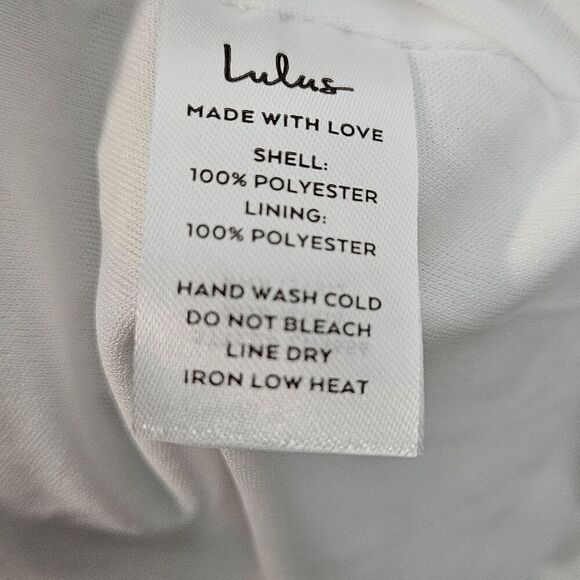 Lulus
MADE WITH LOVE
SHELL:
100% POLYESTER
LINING:
100% POLYESTER
HAND WASH COLD
DO NOT BLEACH
LINE DRY
IRON LOW HEAT